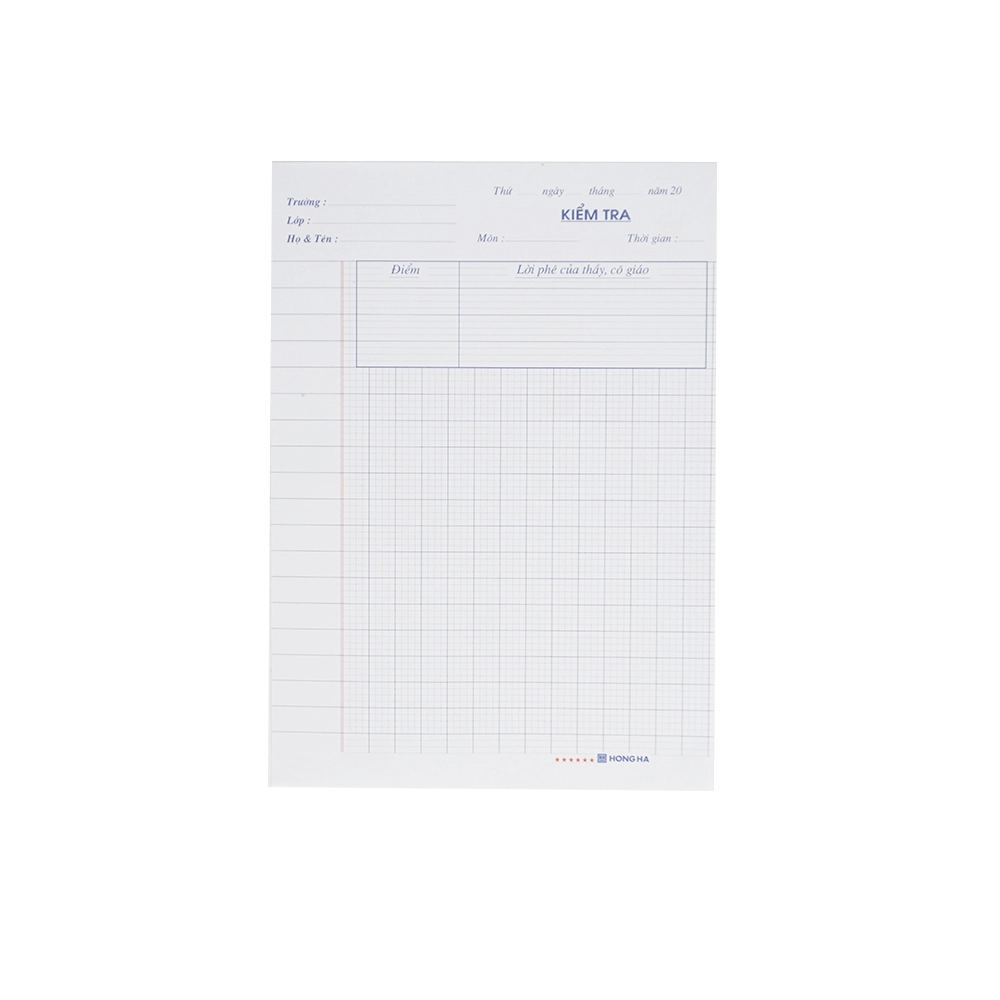 Thứ ngày tháng năm 20
Trường :
KIỂM TRA
Lớp :
Họ & Tên : Môn : Thời gian :
Điểm Lời phê của thầy, cô giáo
HONG HA